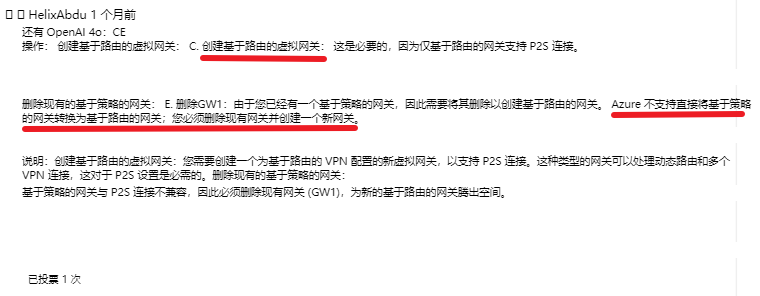 HelixAbdu 1 个月前
还有 OpenAI 4o：CE
操作： 创建基于路由的虚拟网关： C. 创建基于路由的虚拟网关： 这是必要的，因为仅基于路由的网关支持 P2S 连接。
删除现有的基于策略的网关： E. 删除GW1：由于您已经有一个基于策略的网关，因此需要将其删除以创建基于路由的网关。 Azure 不支持直接将基于策略
的网关转换为基于路由的网关；您必须删除现有网关并创建一个新网关。
说明：创建基于路由的虚拟网关：您需要创建一个为基于路由的 VPN 配置的新虚拟网关，以支持 P2S 连接。这种类型的网关可以处理动态路由和多个
VPN 连接，这对于 P2S 设置是必需的。删除现有的基于策略的网关：
基于策略的网关与 P2S 连接不兼容，因此必须删除现有网关 (GW1)，为新的基于路由的网关腾出空间。
已投票 1 次